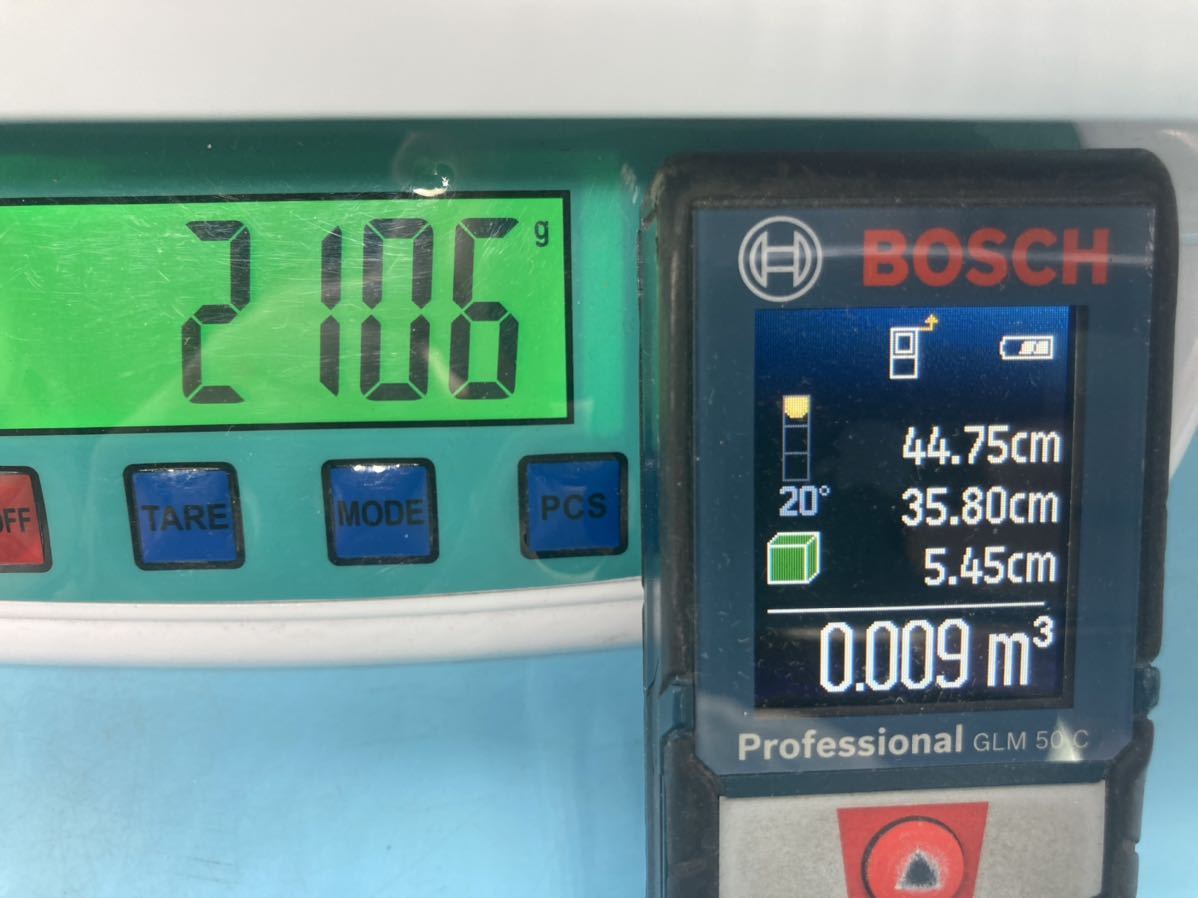 2106 g
OFF
TARE
MODE
PCS
BOSCH
44.75cm
20°
35.80cm
5.45cm
0.009 m³
Professional GLM 50 C